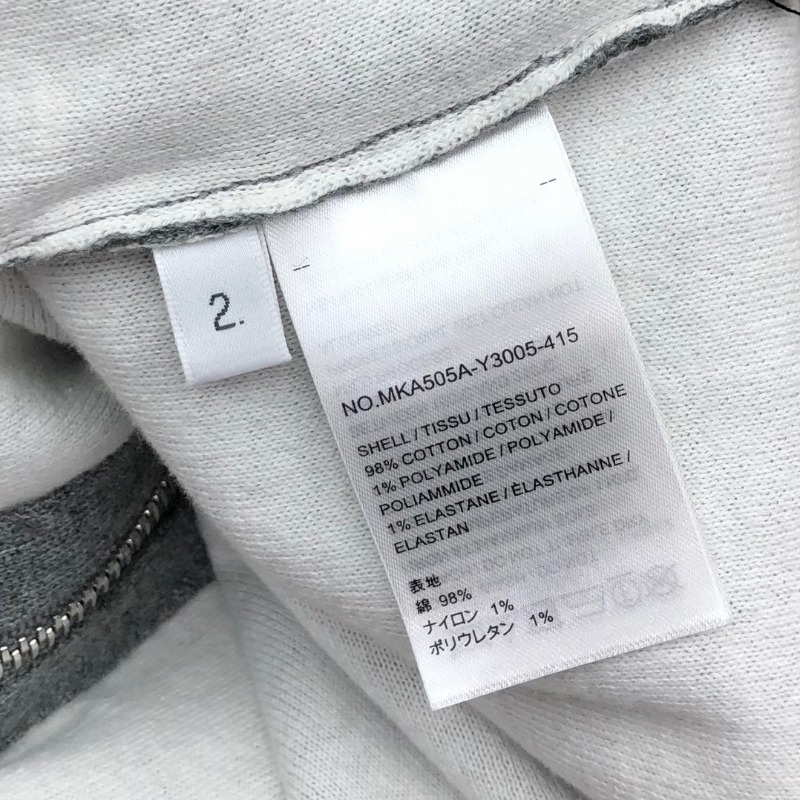 2.
NO.MKA505A-Y3005-415
SHELL / TISSU / TESSUTO
98% COTTON / COTON / COTONE
1% POLYAMIDE / POLYAMIDE /
POLIAMMIDE
1% ELASTANE / ÈLASTHANNE /
ELASTAN
表地
綿 98%
ナイロン 1%
ポリウレタン 1%